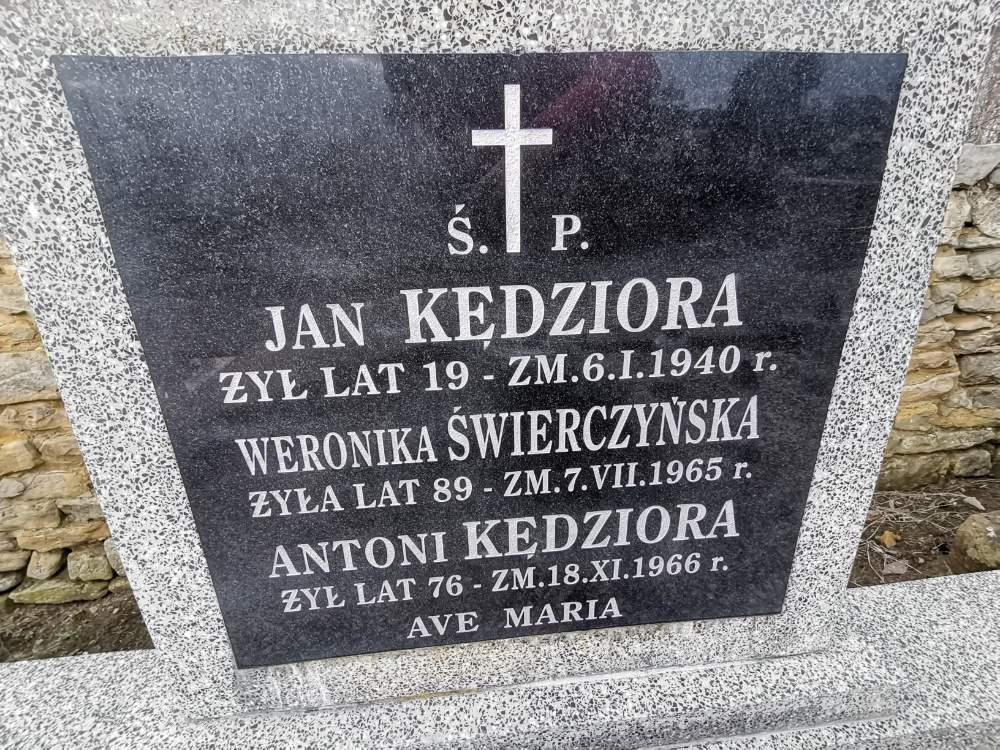 Ś. P.
JAN KĘDZIORA
ŻYŁ LAT 19 - ZM.6.I.1940 r.
WERONIKA ŚWIERCZYŃSKA
ŻYŁA LAT 89 - ZM.7.VII.1965 r.
ANTONI KĘDZIORA
ŻYŁ LAT 76 - ZM.18.XI.1966 r.
AVE MARIA